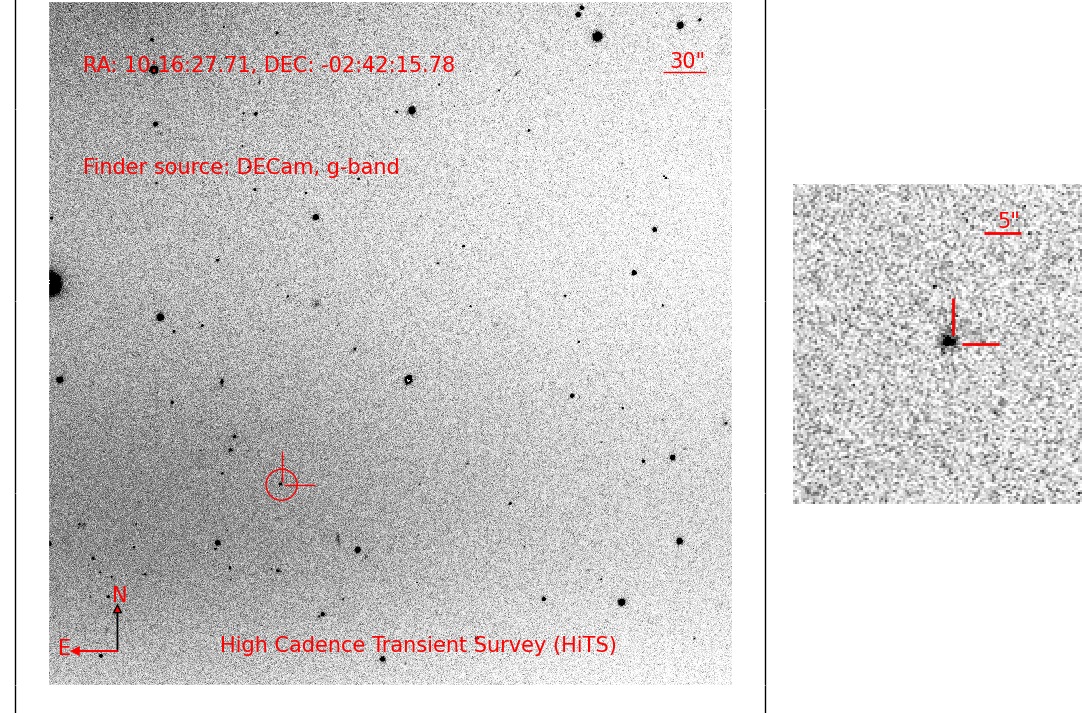 RA: 10:16:27.71, DEC: -02:42:15.78
30"
Finder source: DECam, g-band
5"
N
E
High Cadence Transient Survey (HiTS)